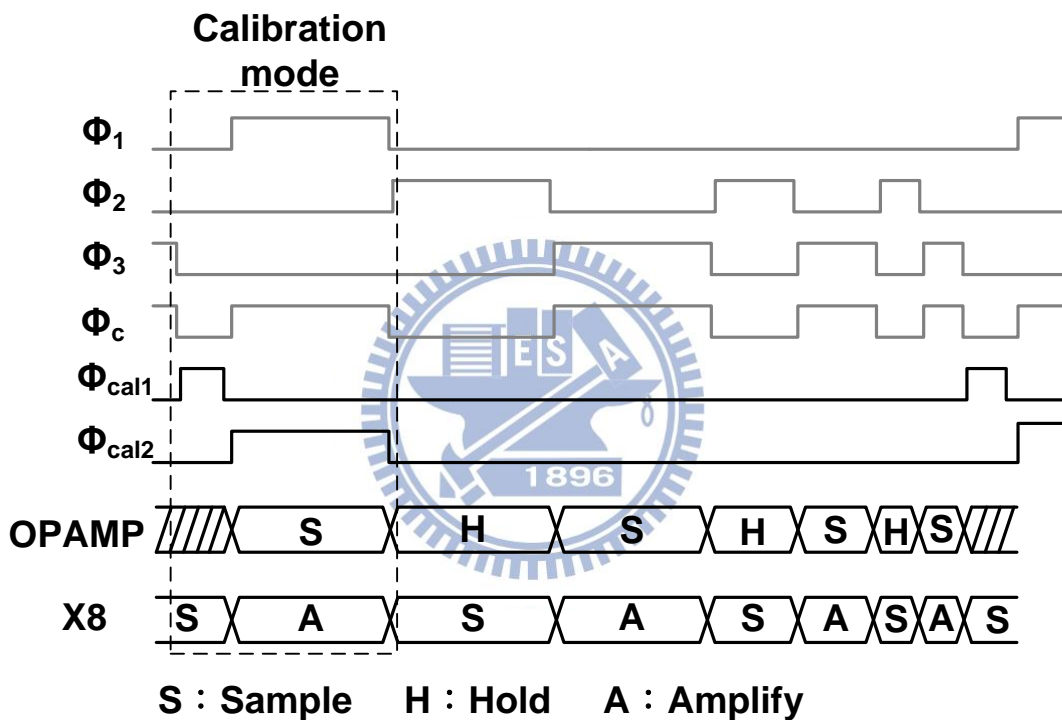 Calibration
mode
Φ1
Φ2
Φ3
Φc
Φcal1
Φcal2
OPAMP S H S H S H S
X8 S A S A S A S A S
E S A
1896
S：Sample H：Hold A：Amplify